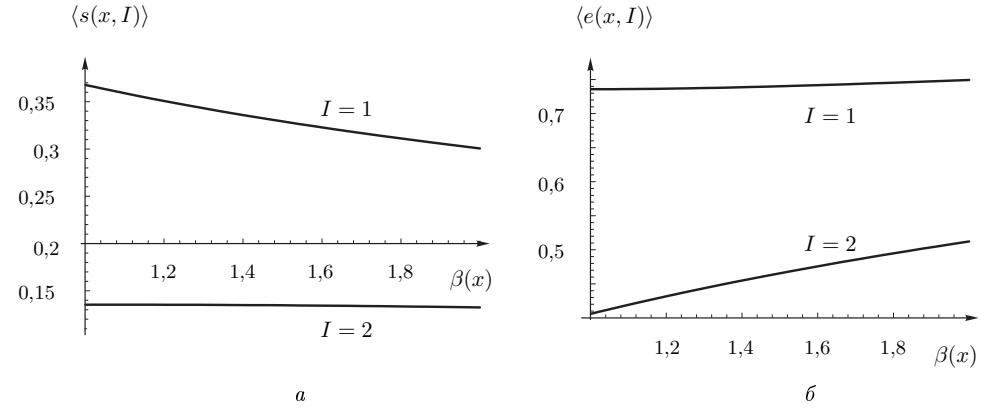 ⟨s(x, I)⟩
0,35
0,3
0,25
0,2
0,15
I = 1
I = 2
1,2 1,4 1,6 1,8
β(x)
а
⟨e(x, I)⟩
0,7
0,6
0,5
I = 1
I = 2
1,2 1,4 1,6 1,8
β(x)
б